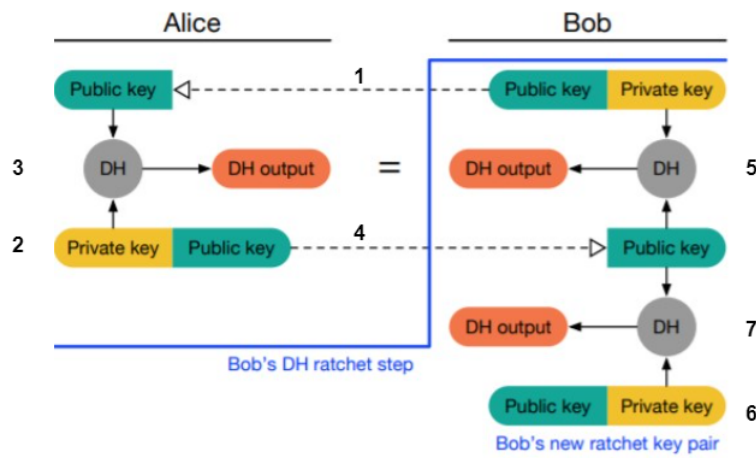 Alice Bob
1
Public key Public key Private key
3 DH DH output = DH output DH 5
2 Private key Public key 4 Public key
DH output DH 7
Bob's DH ratchet step
Public key Private key 6
Bob's new ratchet key pair